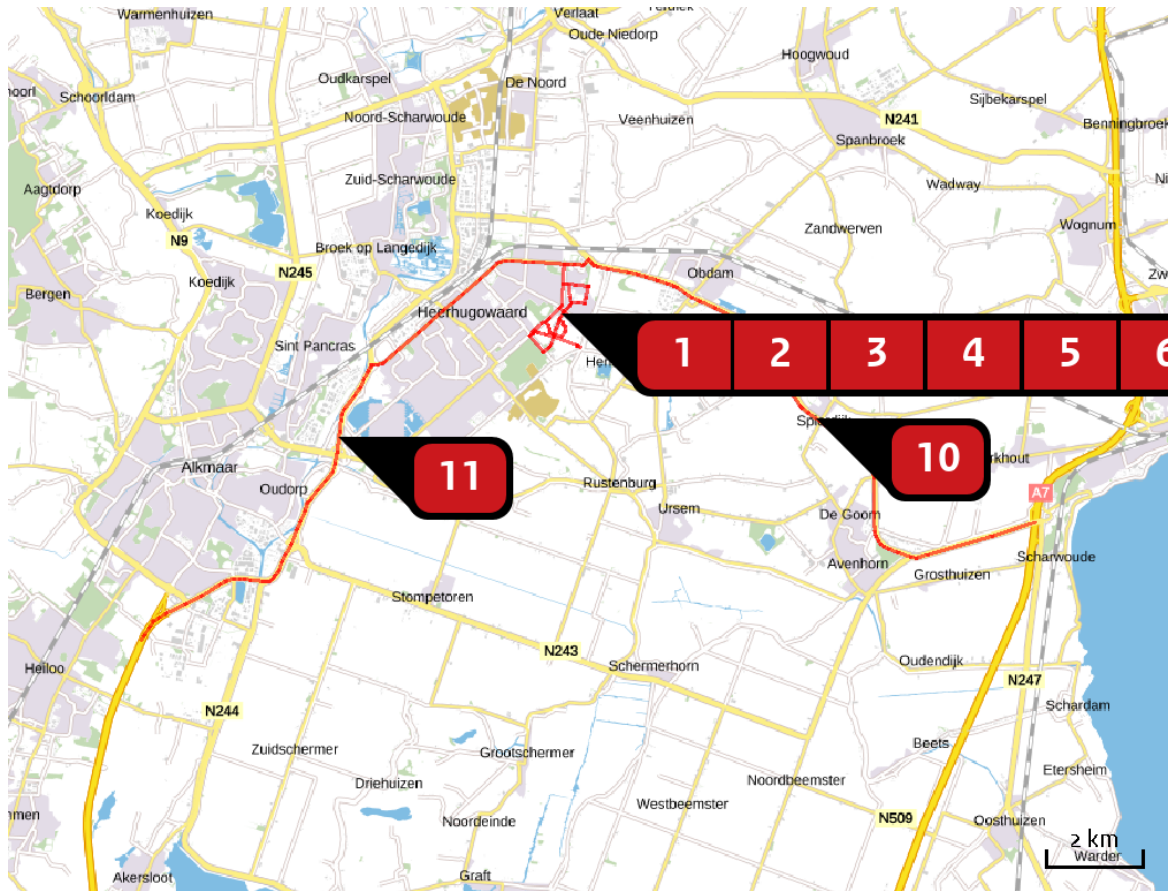 Warmenhuizen
Verlaat
Oude Niedorp
Hoogwoud
Schoorldam
Oudkarspel
De Noord
Sijbekarspel
Noord-Scharwoude
Veenhuizen
N241
Benningbroek
Spanbroek
Aagtdorp
Zuid-Scharwoude
Wadway
Koedijk
Zandwerven
Wognum
N9
Broek op Langedijk
N245
Obdam
Koedijk
Bergen
Heerhugowaard
Sint Pancras
1 2 3 4 5 6
10
11
Alkmaar
Oudorp
Rustenburg
Ursem
De Goorn
A7
Avenhorn
Scharwoude
Grosthuizen
Stompetoren
N243
Schermerhorn
Oudendijk
Heiloo
N247
N244
Schardam
Zuidschermer
Grootschermer
Beets
Driehuizen
Noordbeemster
Etersheim
Westbeemster
Noordeinde
N509
Oosthuizen
2 km
Warder
Akersloot
Graft